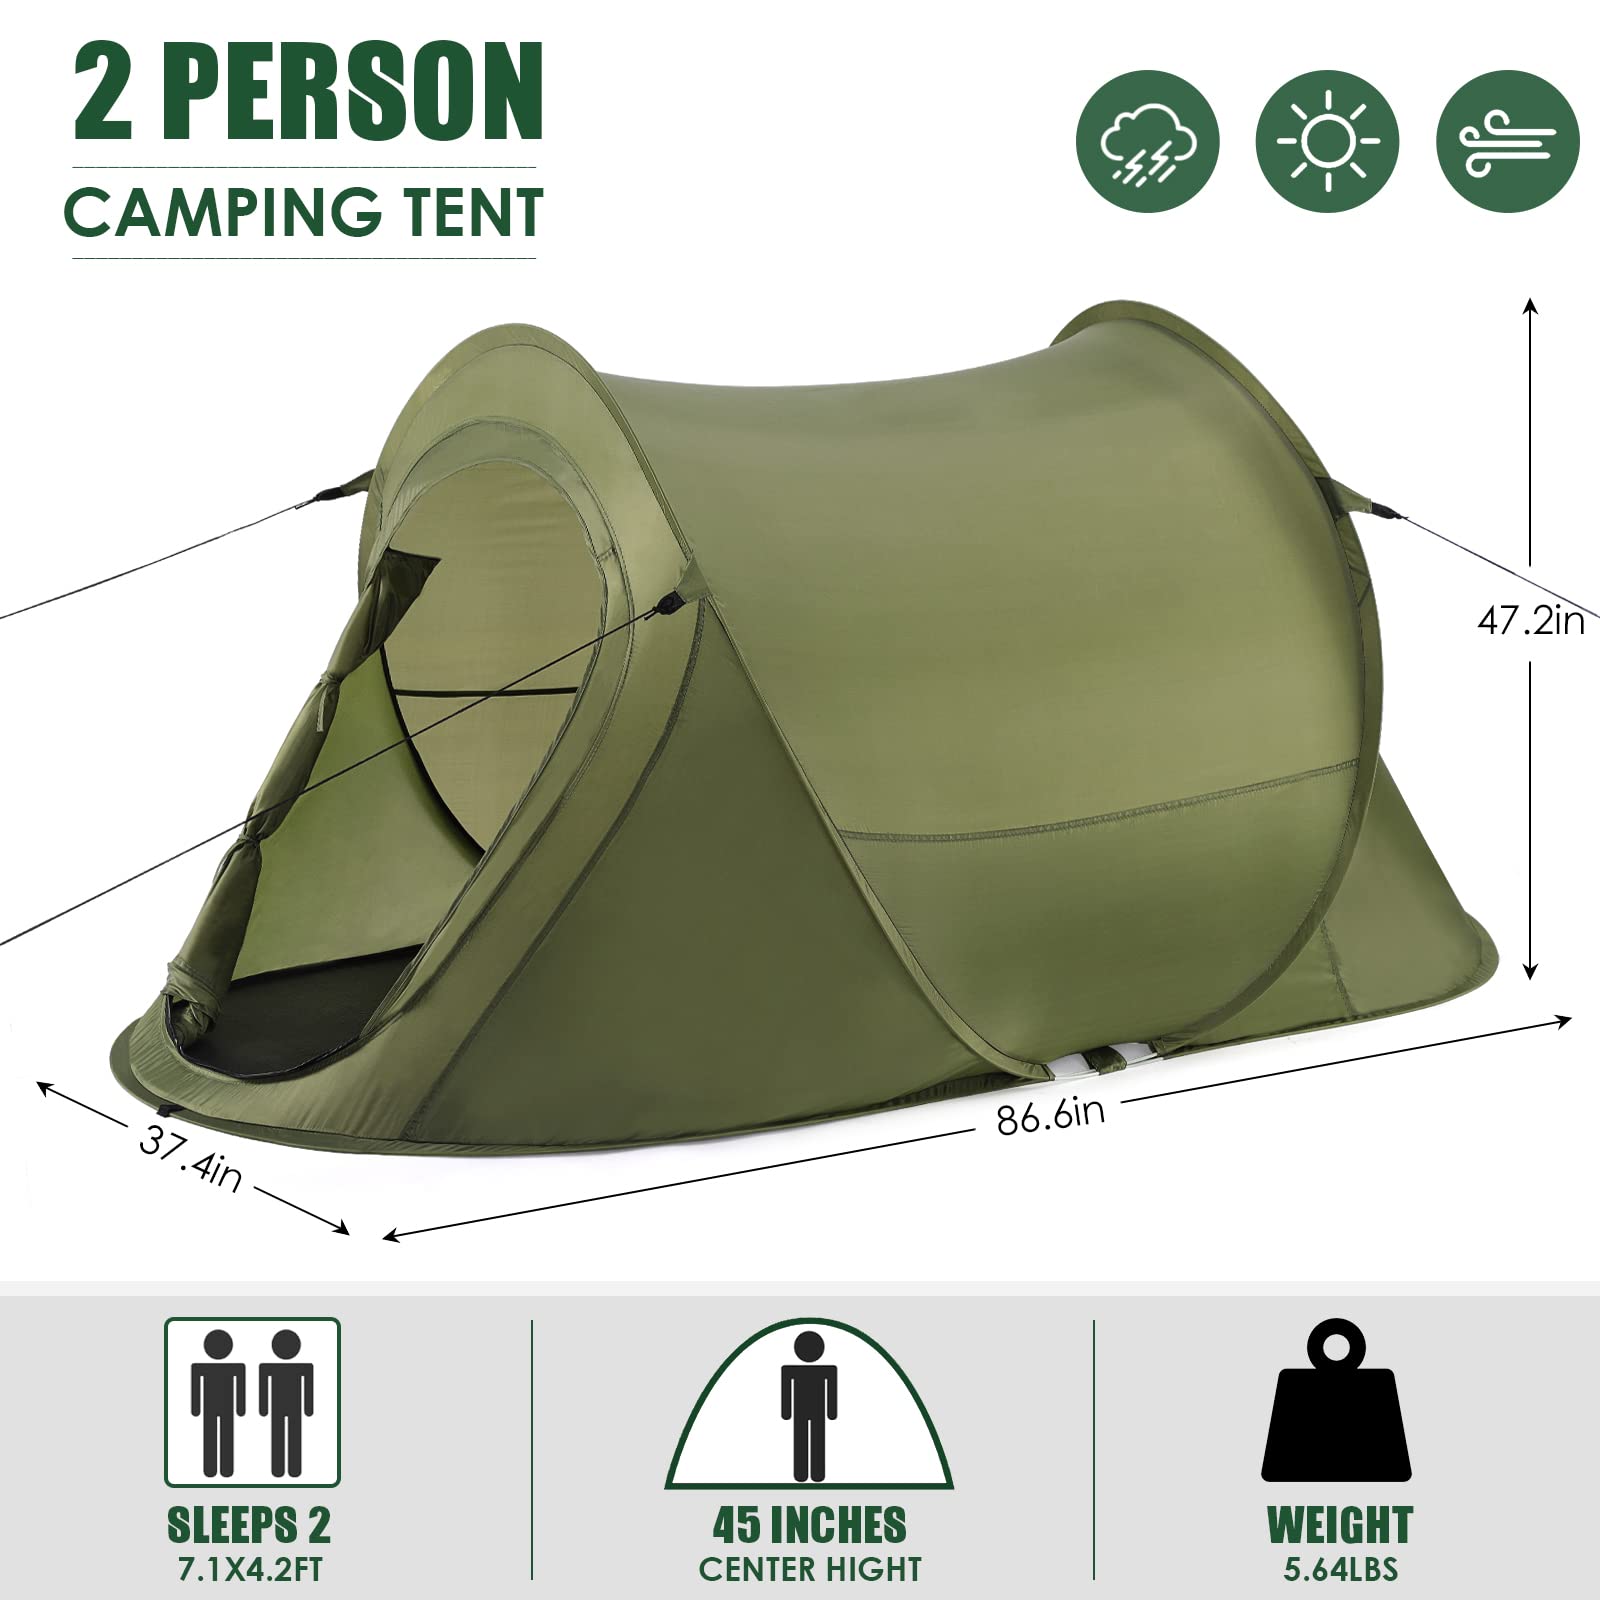 2 PERSON
CAMPING TENT
47.2in
86.6in
37.4in
SLEEPS 2
7.1X4.2FT
45 INCHES
CENTER HIGHT
WEIGHT
5.64LBS